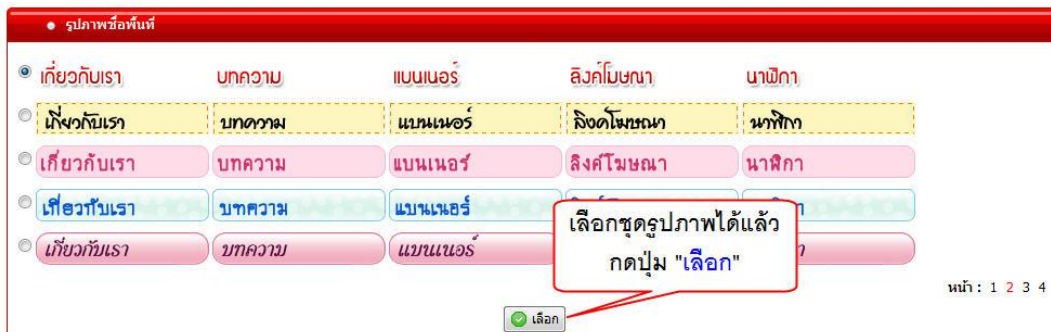 รูปภาพชื่อพื้นที่
เกี่ยวกับเรา บทความ แบนเนอร์ ลิงค์โฆษณา นาฬิกา
เกี่ยวกับเรา บทความ แบนเนอร์ ลิงค์โฆษณา นาฬิกา
เกี่ยวกับเรา บทความ แบนเนอร์ ลิงค์โฆษณา นาฬิกา
เกี่ยวกับเรา บทความ แบนเนอร์
เกี่ยวกับเรา บทความ แบนเนอร์
เลือกชุดรูปภาพได้แล้ว
กดปุ่ม "เลือก"
หน้า : 1 2 3 4
เลือก